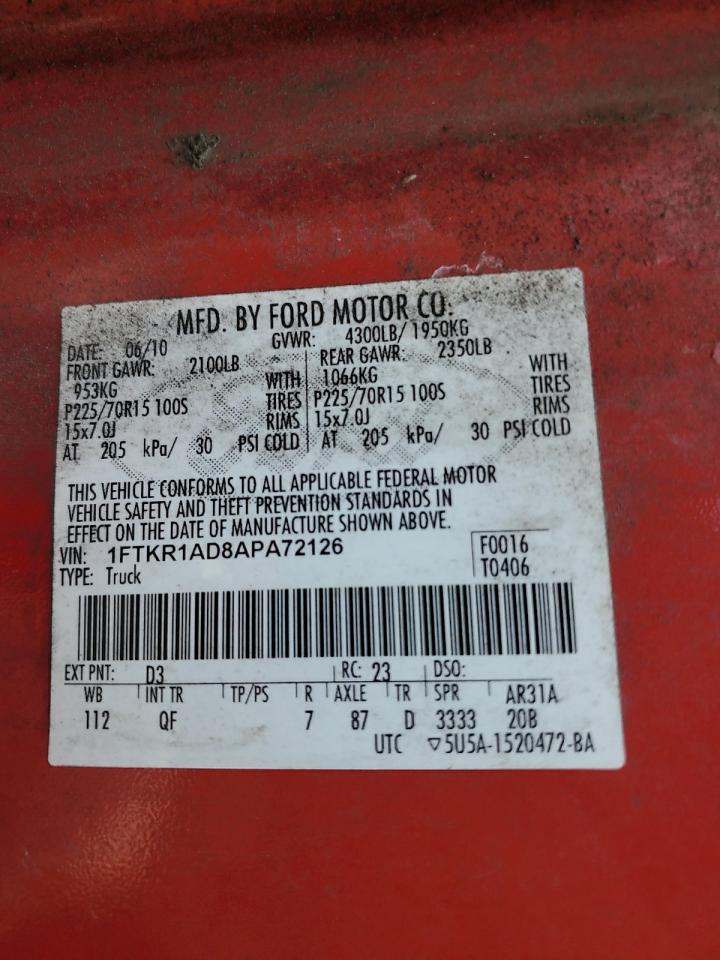 MFD. BY FORD MOTOR CO.
DATE: 06/10 GVWR: 4300LB/ 1950KG
FRONT GAWR: 2100LB REAR GAWR: 2350LB
953KG WITH 1066KG WITH
P225/70R15 100S TIRES P225/70R15 100S TIRES
15x7.0J RIMS 15x7.0J RIMS
AT 205 kPa/ 30 PSI COLD AT 205 kPa/ 30 PSI COLD
THIS VEHICLE CONFORMS TO ALL APPLICABLE FEDERAL MOTOR
VEHICLE SAFETY AND THEFT PREVENTION STANDARDS IN
EFFECT ON THE DATE OF MANUFACTURE SHOWN ABOVE.
VIN: 1FTKR1AD8APA72126 F0016
TYPE: Truck T0406
EXT PNT: D3 RC: 23 DSO:
WB INT TR TP/PS R AXLE TR SPR AR31A
112 QF 7 87 D 3333 20B
UTC ▽5U5A-1520472-BA